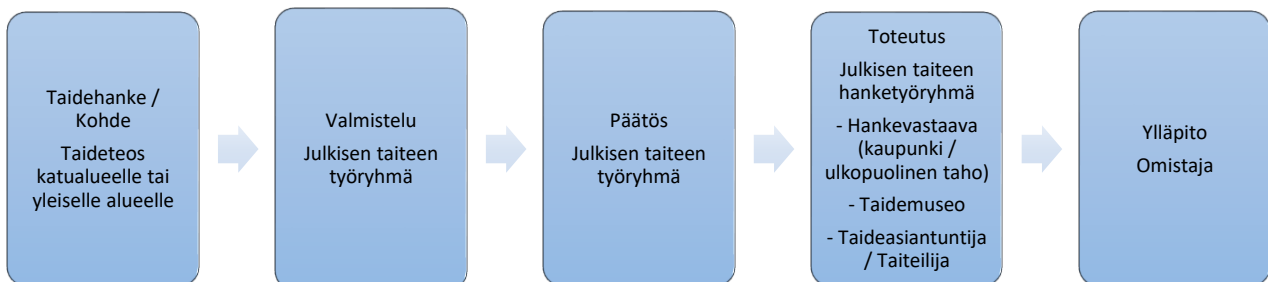 Taidehanke /
Kohde
Taideteos
katualueelle tai
yleiselle alueelle
Valmistelu
Julkisen taiteen
työryhmä
Päätös
Julkisen taiteen
työryhmä
Toteutus
Julkisen taiteen
hanketyöryhmä
- Hankevastaava
(kaupunki /
ulkopuolinen taho)
- Taidemuseo
- Taideasiantuntija
/ Taiteilija
Ylläpito
Omistaja